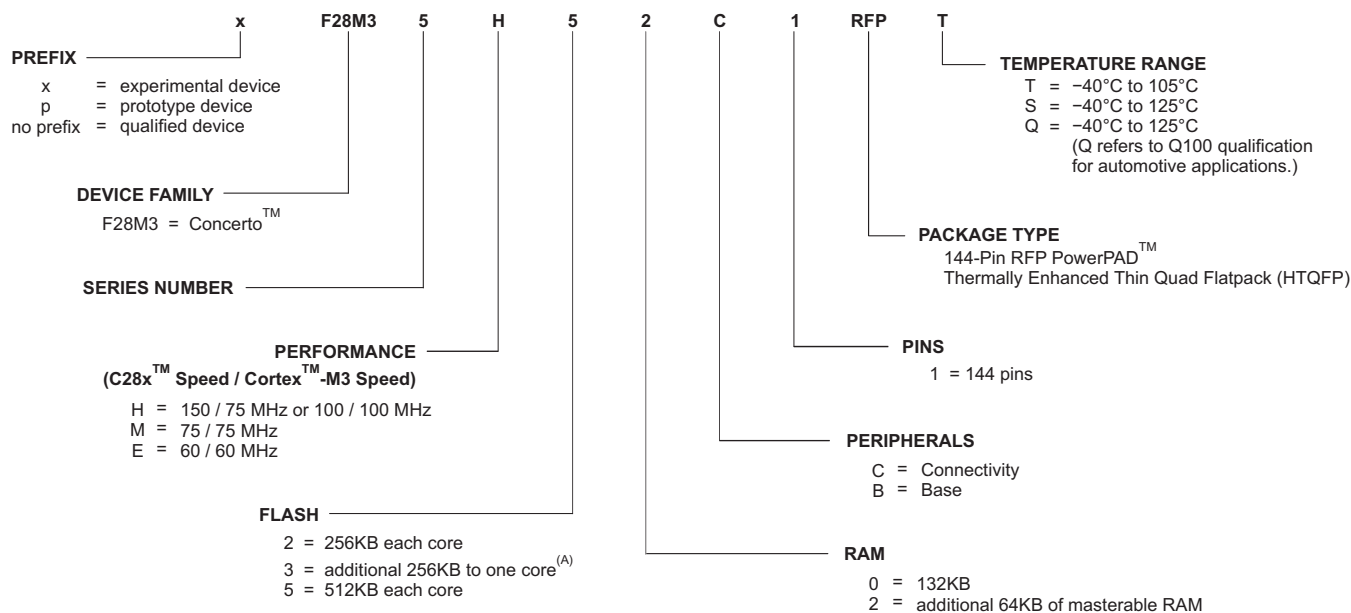 x F28M3 5 H 5 2 C 1 RFP T
PREFIX
x = experimental device
p = prototype device
no prefix = qualified device
TEMPERATURE RANGE
T = −40°C to 105°C
S = −40°C to 125°C
Q = −40°C to 125°C
(Q refers to Q100 qualification
for automotive applications.)
DEVICE FAMILY
F28M3 = Concerto™
PACKAGE TYPE
144-Pin RFP PowerPAD™
Thermally Enhanced Thin Quad Flatpack (HTQFP)
SERIES NUMBER
PERFORMANCE
(C28x™ Speed / Cortex™-M3 Speed)
H = 150 / 75 MHz or 100 / 100 MHz
M = 75 / 75 MHz
E = 60 / 60 MHz
PINS
1 = 144 pins
PERIPHERALS
C = Connectivity
B = Base
FLASH
2 = 256KB each core
3 = additional 256KB to one core(A)
5 = 512KB each core
RAM
0 = 132KB
2 = additional 64KB of masterable RAM